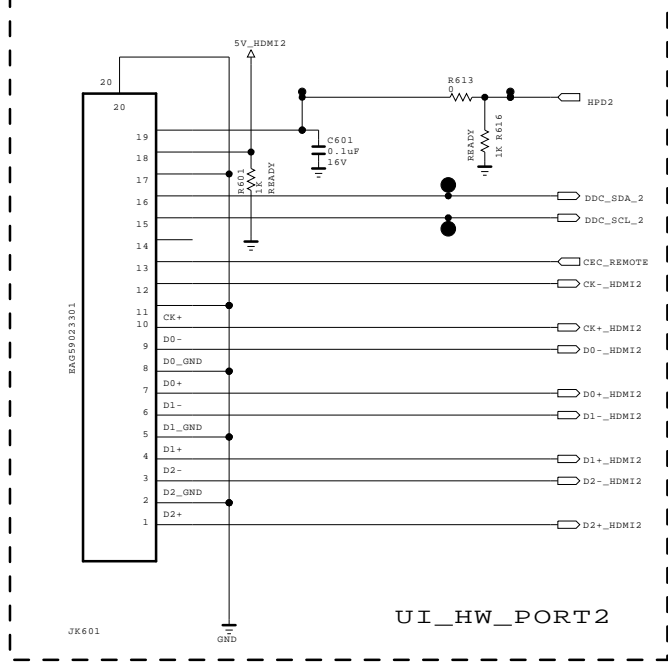 5V_HDMI2
20
20
R613
0
HPD2
19
C601
0.1uF
16V
READY
1K R616
18
R601
1K
READY
17
16
DDC_SDA_2
15
DDC_SCL_2
14
13
CEC_REMOTE
12
CK-_HDMI2
11
CK+
10
CK+_HDMI2
D0-
9
D0-_HDMI2
D0_GND
8
D0+
7
D0+_HDMI2
D1-
6
D1-_HDMI2
D1_GND
5
D1+
4
D1+_HDMI2
D2-
3
D2-_HDMI2
D2_GND
2
D2+
1
D2+_HDMI2
EAG59023301
JK601
GND
UI_HW_PORT2